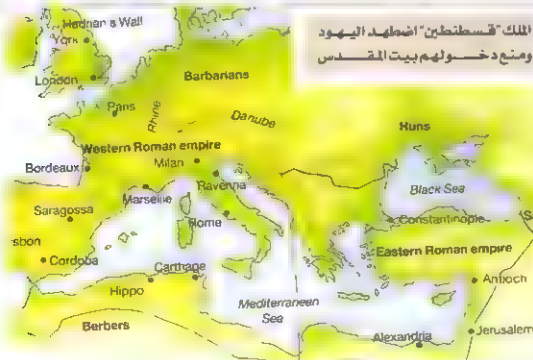 الملك "قسطنطين" اضطهد اليهود
ومنع دخولهم بيت المقدس
Hadrian's Wall
York
London
Barbarians
Paris
Rhine
Danube
Huns
Western Roman empire
Milan
Bordeaux
Ravenna
Black Sea
Marseille
Saragossa
Rome
Constantinople
isbon
Eastern Roman empire
Cordoba
Carthage
Antioch
Hippo
Mediterranean
Sea
Berbers
Alexandria
Jerusalem